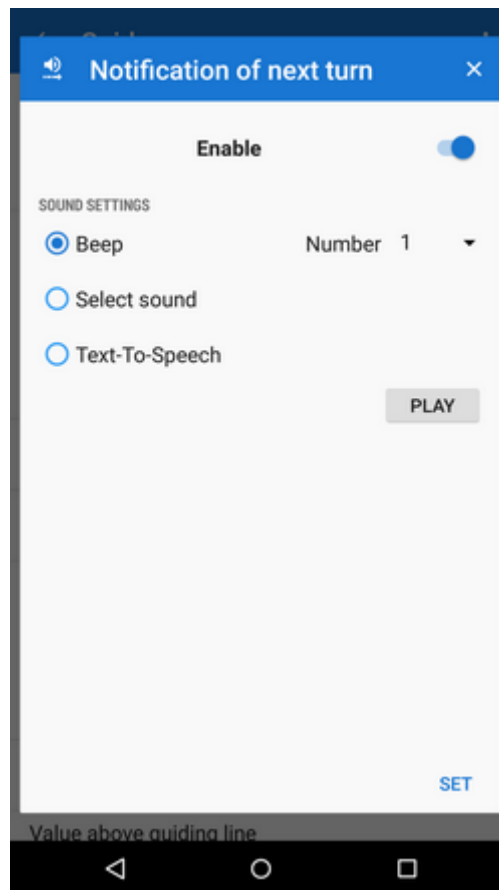 Notification of next turn
Enable
SOUND SETTINGS
Beep Number 1
Select sound
Text-To-Speech
PLAY
SET
Value above guiding line